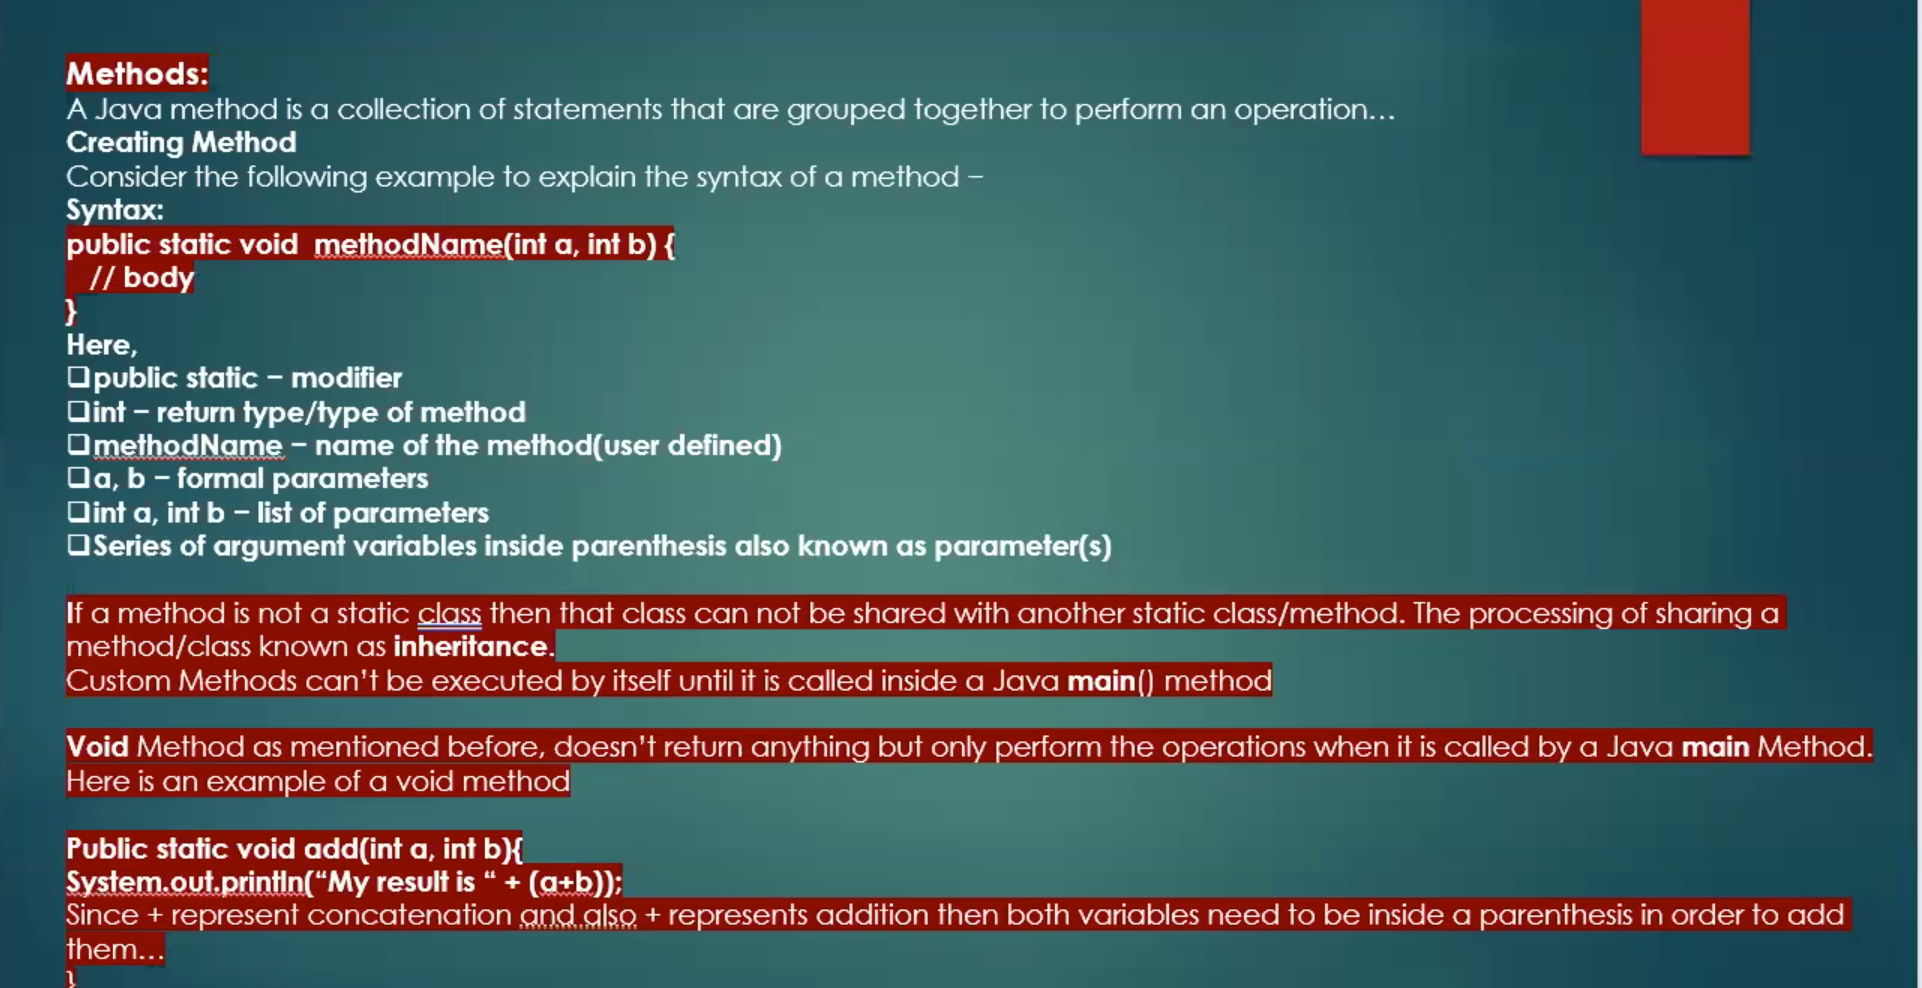 Methods:
A Java method is a collection of statements that are grouped together to perform an operation…
Creating Method
Consider the following example to explain the syntax of a method −
Syntax:
public static void  methodName(int a, int b) {
   // body
}
Here,
❑public static − modifier
❑int − return type/type of method
❑methodName − name of the method(user defined)
❑a, b − formal parameters
❑int a, int b − list of parameters
❑Series of argument variables inside parenthesis also known as parameter(s)
If a method is not a static class then that class can not be shared with another static class/method. The processing of sharing a
method/class known as inheritance.
Custom Methods can’t be executed by itself until it is called inside a Java main() method
Void Method as mentioned before, doesn’t return anything but only perform the operations when it is called by a Java main Method.
Here is an example of a void method
Public static void add(int a, int b){
System.out.println(“My result is “ + (a+b));
Since + represent concatenation and also + represents addition then both variables need to be inside a parenthesis in order to add
them…
}